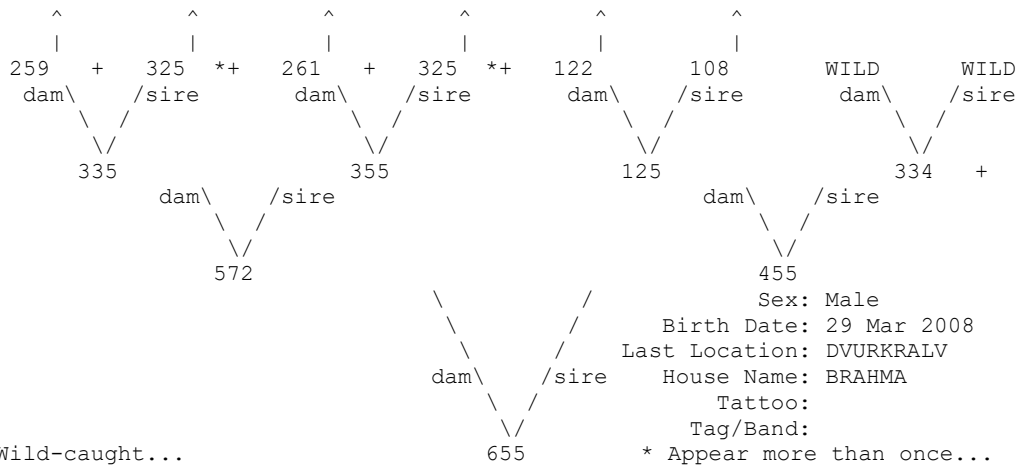 ^ ^ ^ ^ ^ ^
| | | | | |
259 + 325 *+ 261 + 325 *+ 122 108 WILD WILD
dam\ /sire dam\ /sire dam\ /sire dam\ /sire
\ / \ / \ / \ /
\/ \/ \/ \/
335 355 125 334 +
dam\ /sire dam\ /sire
\ / \ /
\/ \/
572 455
\ / Sex: Male
\ / Birth Date: 29 Mar 2008
\ / Last Location: DVURKRALV
dam\ /sire House Name: BRAHMA
\ / Tattoo:
\/ Tag/Band:
Wild-caught... 655 * Appear more than once...